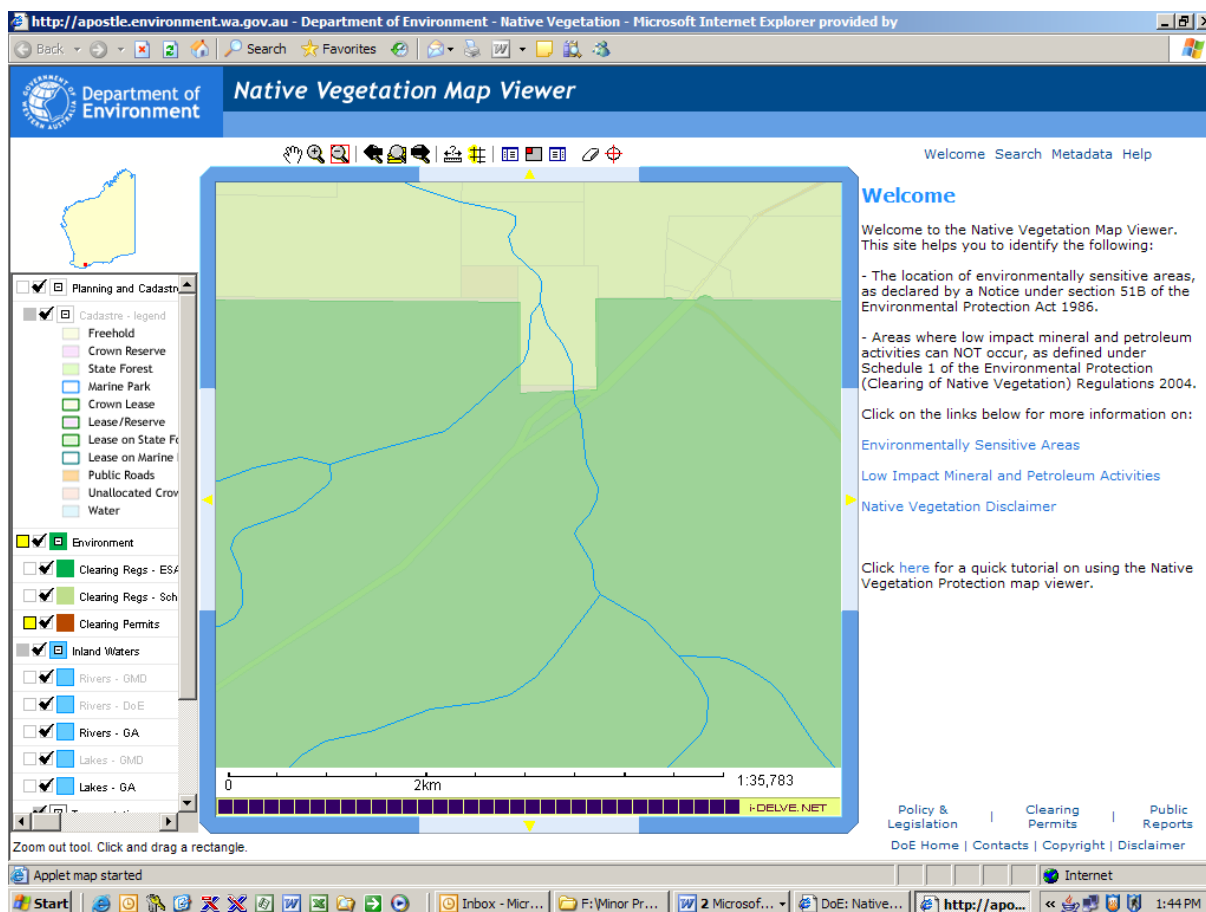 http://apostle.environment.wa.gov.au - Department of Environment - Native Vegetation - Microsoft Internet Explorer provided by
Back Search Favorites
GOVERNMENT OF WESTERN AUSTRALIA
Department of
Environment
Native Vegetation Map Viewer
Welcome Search Metadata Help
Planning and Cadastr
Cadastre - legend
Freehold
Crown Reserve
State Forest
Marine Park
Crown Lease
Lease/Reserve
Lease on State Fo
Lease on Marine
Public Roads
Unallocated Crow
Water
Environment
Clearing Regs - ESA
Clearing Regs - Sch
Clearing Permits
Inland Waters
Rivers - GMD
Rivers - DoE
Rivers - GA
Lakes - GMD
Lakes - GA
0 2km 1:35,783
i-DELVE.NET
Welcome
Welcome to the Native Vegetation Map Viewer.
This site helps you to identify the following:
- The location of environmentally sensitive areas,
as declared by a Notice under section 51B of the
Environmental Protection Act 1986.
- Areas where low impact mineral and petroleum
activities can NOT occur, as defined under
Schedule 1 of the Environmental Protection
(Clearing of Native Vegetation) Regulations 2004.
Click on the links below for more information on:
Environmentally Sensitive Areas
Low Impact Mineral and Petroleum Activities
Native Vegetation Disclaimer
Click here for a quick tutorial on using the Native
Vegetation Protection map viewer.
Policy &
Legislation | Clearing
Permits | Public
Reports
DoE Home | Contacts | Copyright | Disclaimer
Zoom out tool. Click and drag a rectangle.
Applet map started Internet
Start Inbox - Micr... F:\Minor Pr... 2 Microsof... DoE: Native... http://apo... 1:44 PM